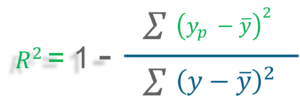 R² = 1 - Σ (yₚ - ȳ)² / Σ (y - ȳ)²